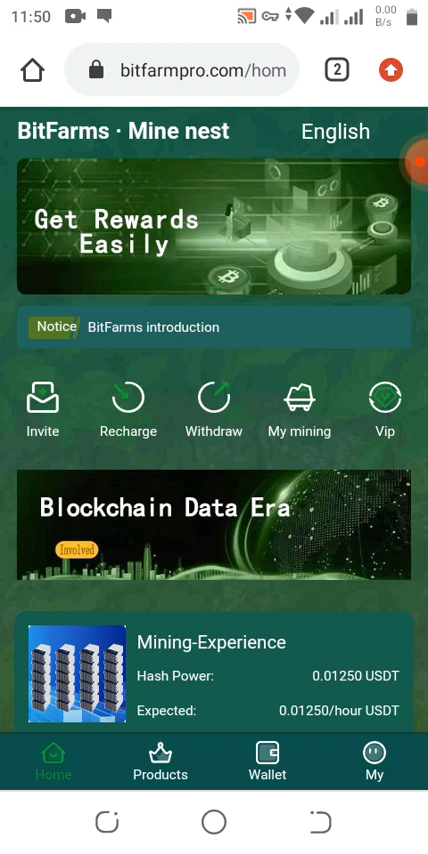 11:50
0.00
B/s
bitfarmpro.com/hom
2
BitFarms · Mine nest
English
Get Rewards
Easily
Notice
BitFarms introduction
Invite
Recharge
Withdraw
My mining
Vip
Blockchain Data Era
Involved
Mining-Experience
Hash Power:
0.01250 USDT
Expected:
0.01250/hour USDT
Home
Products
Wallet
My